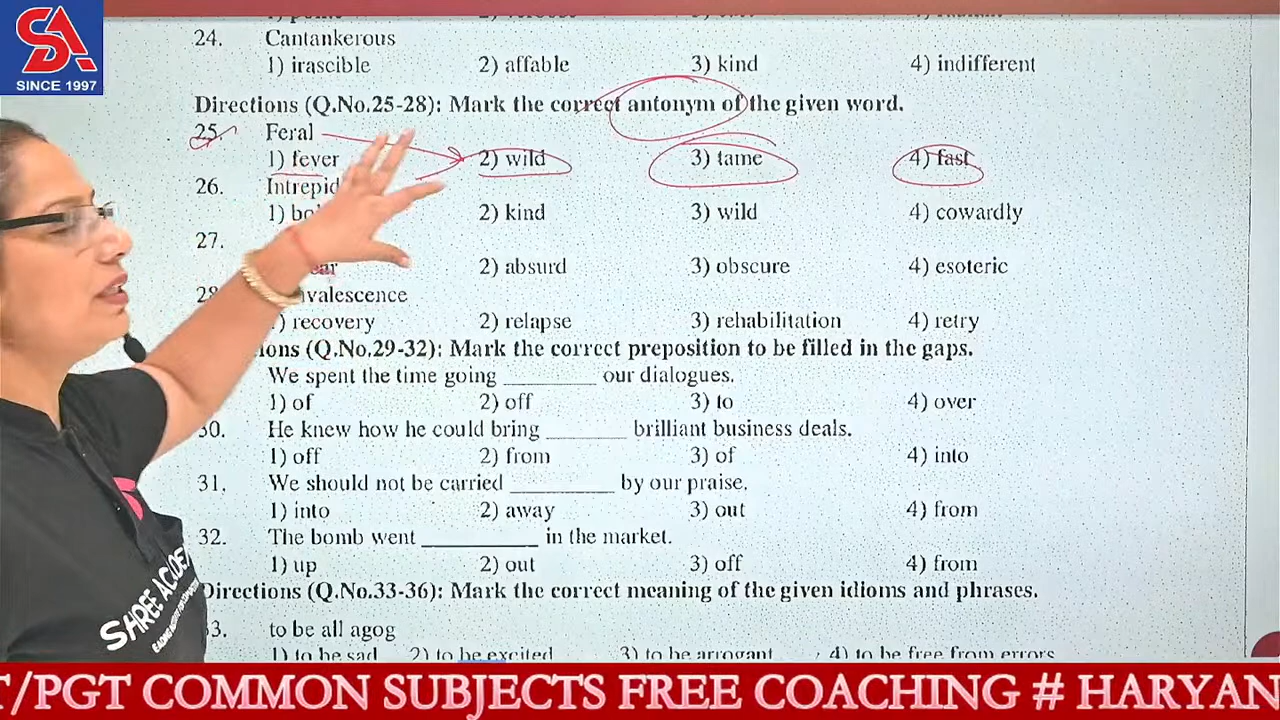 SA
SINCE 1997
24. Cantankerous
1) irascible 2) affable 3) kind 4) indifferent
Directions (Q.No.25-28): Mark the correct antonym of the given word.
25. Feral
1) fever 2) wild 3) tame 4) fast
26. Intrepid
1) 2) kind 3) wild 4) cowardly
27.
2) absurd 3) obscure 4) esoteric
28 valescence
) recovery 2) relapse 3) rehabilitation 4) retry
ions (Q.No.29-32): Mark the correct preposition to be filled in the gaps.
We spent the time going ________ our dialogues.
1) of 2) off 3) to 4) over
30. He knew how he could bring _______ brilliant business deals.
1) off 2) from 3) of 4) into
31. We should not be carried _________ by our praise.
1) into 2) away 3) out 4) from
32. The bomb went __________ in the market.
1) up 2) out 3) off 4) from
Directions (Q.No.33-36): Mark the correct meaning of the given idioms and phrases.
33. to be all agog
1) to be sad 2) to be excited 3) to be arrogant 4) to be free from errors
SHREE ACADE
T/PGT COMMON SUBJECTS FREE COACHING # HARYAN